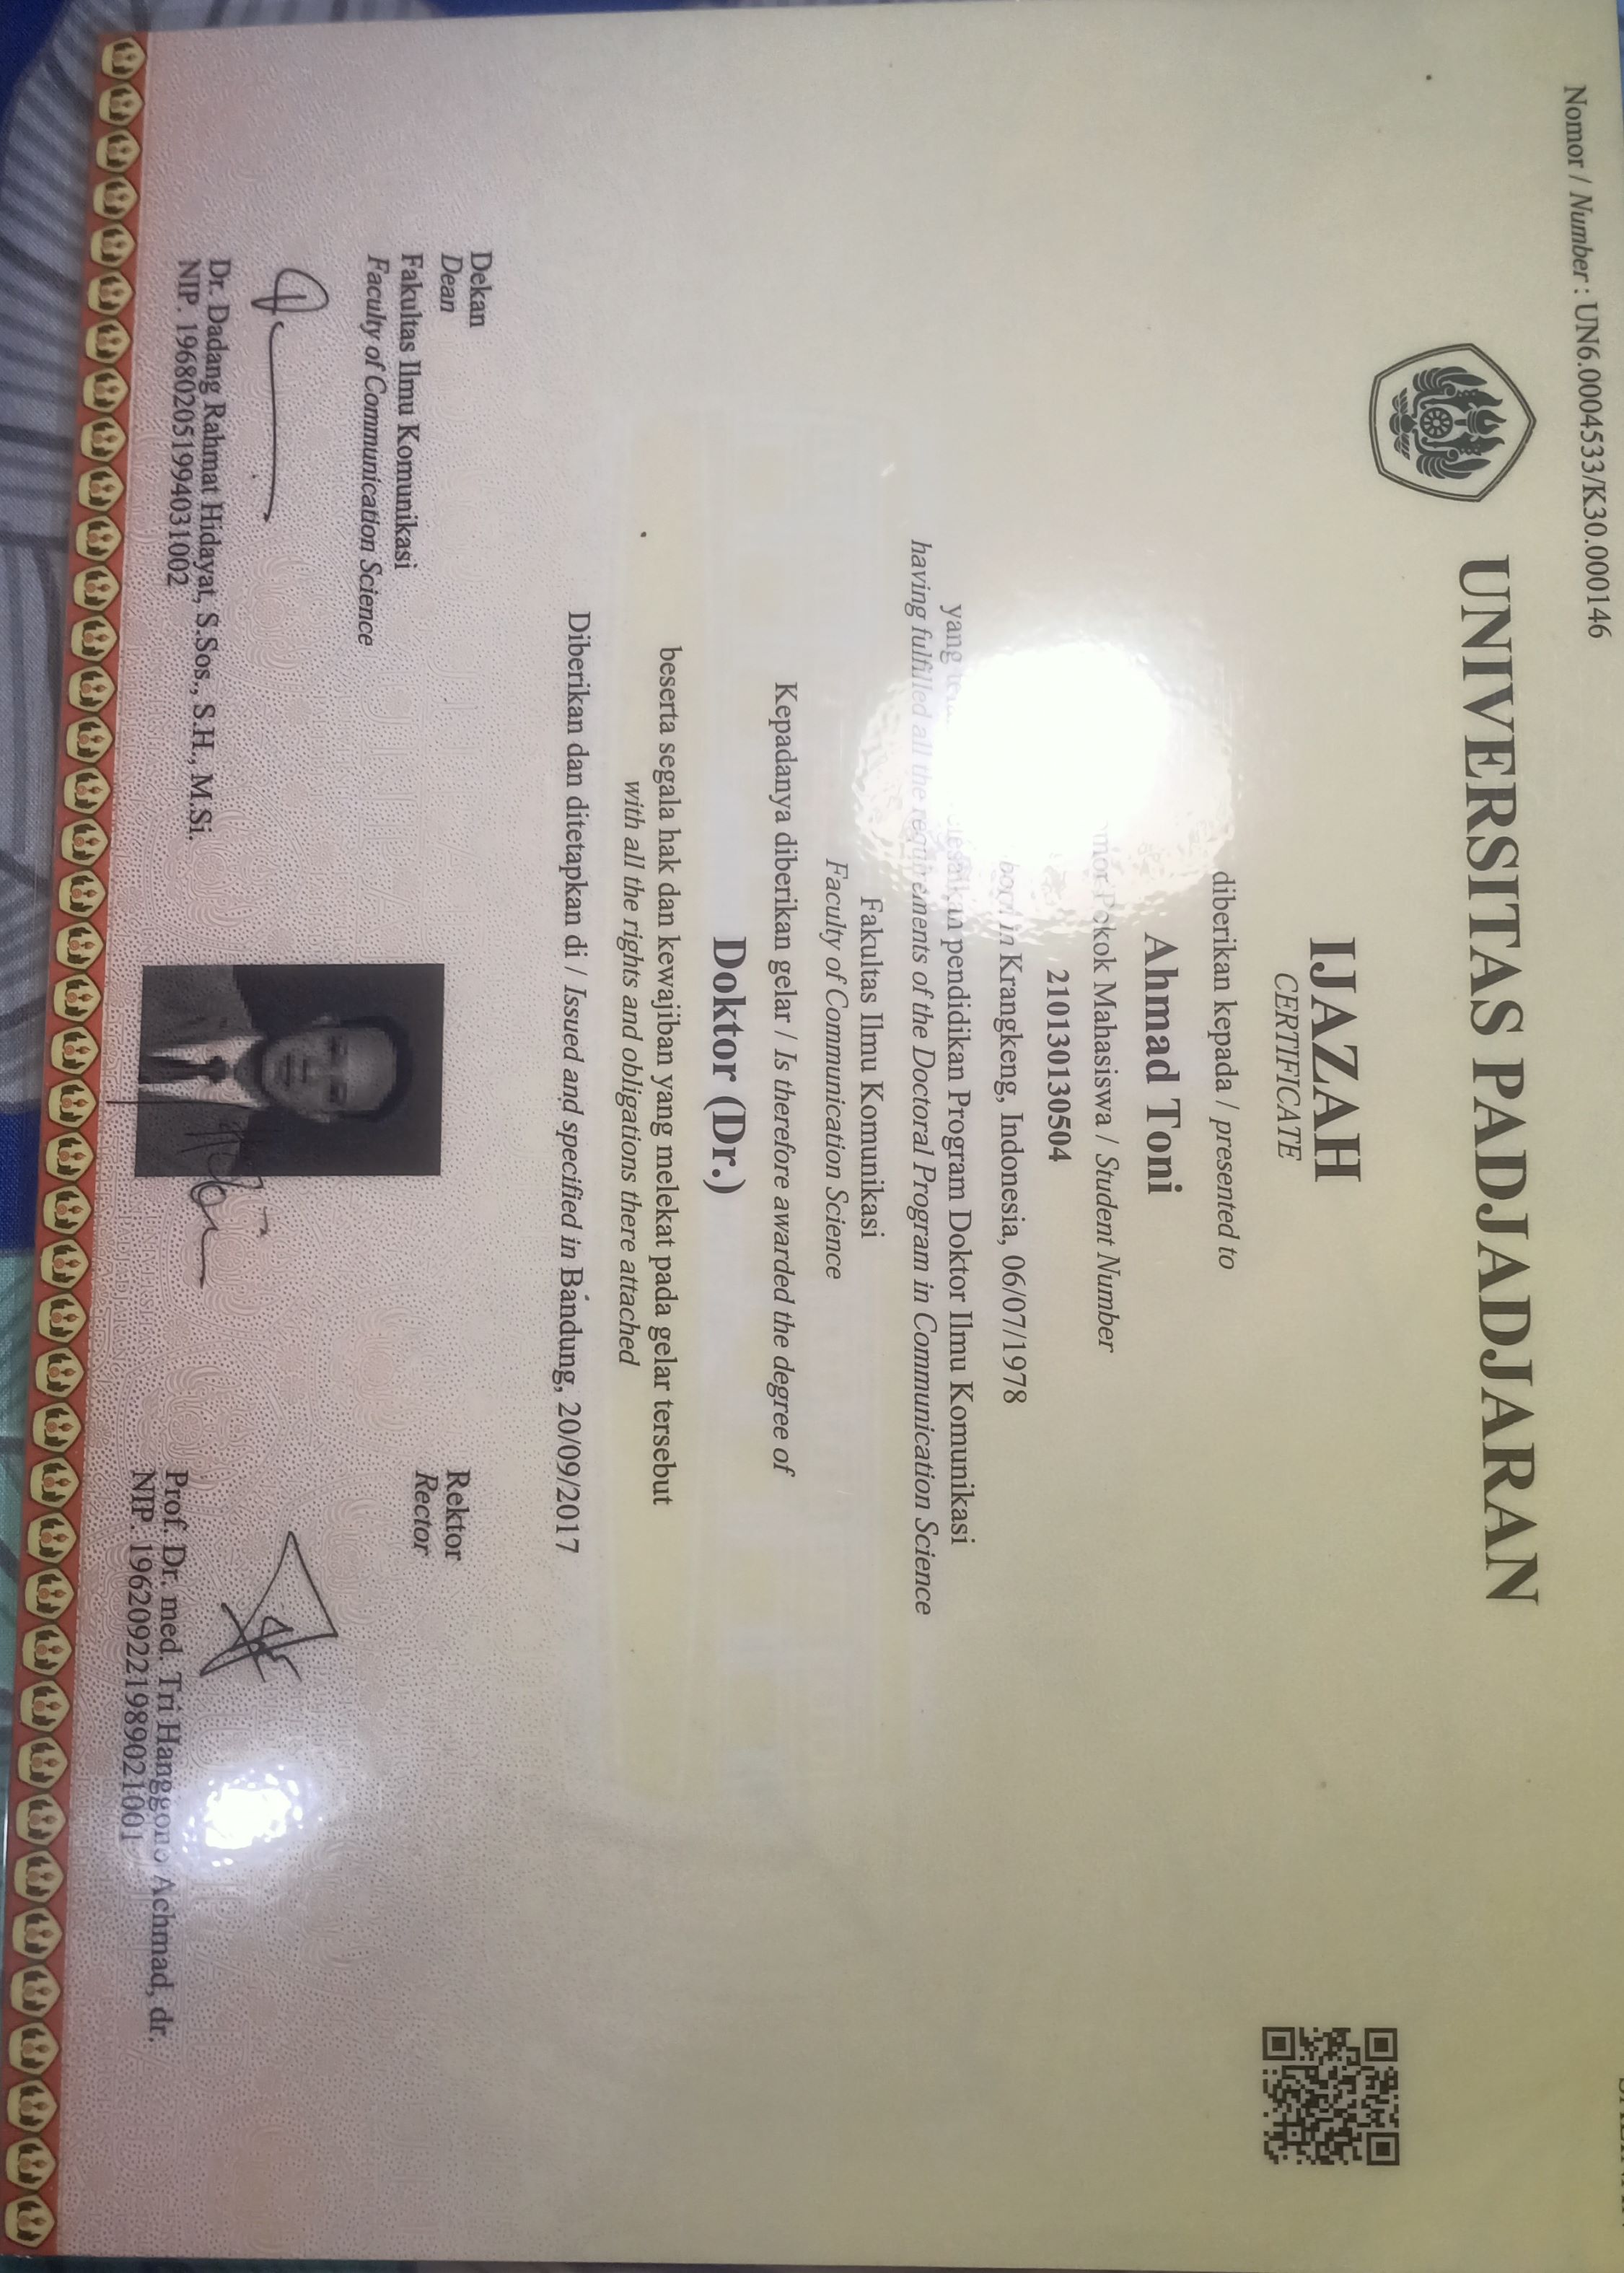 Nomor / Number : UN6.0004533/K30.000146
UNIVERSITAS PADJADJARAN
IJAZAH
CERTIFICATE
diberikan kepada / presented to
Ahmad Toni
Pokok Mahasiswa / Student Number
210130130504
born in Krangkeng, Indonesia, 06/07/1978
yang pendidikan Program Doktor Ilmu Komunikasi
having fulfilled all the requirements of the Doctoral Program in Communication Science
Fakultas Ilmu Komunikasi
Faculty of Communication Science
Kepadanya diberikan gelar / Is therefore awarded the degree of
Doktor (Dr.)
beserta segala hak dan kewajiban yang melekat pada gelar tersebut
with all the rights and obligations there attached
Diberikan dan ditetapkan di / Issued and specified in Bandung, 20/09/2017
Dekan
Dean
Fakultas Ilmu Komunikasi
Faculty of Communication Science
Dr. Dadang Rahmat Hidayat, S.Sos., S.H., M.Si.
NIP. 196802051994031002
Rektor
Rector
Prof. Dr. med. Tri Hanggono Achmad, dr.
NIP. 196209221989021001